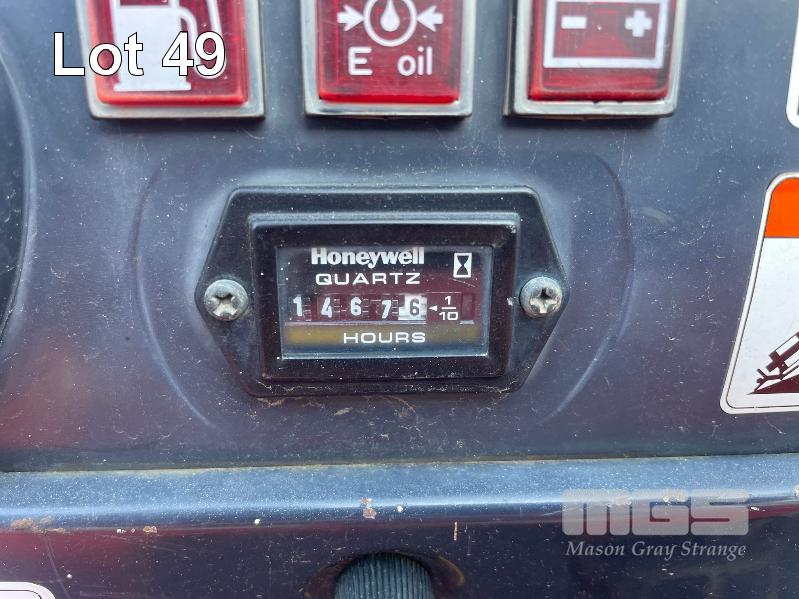 Lot 49
E oil
- +
Honeywell
QUARTZ
1 4 6 7 6 ◄ 1/10
HOURS
MGS
Mason Gray Strange